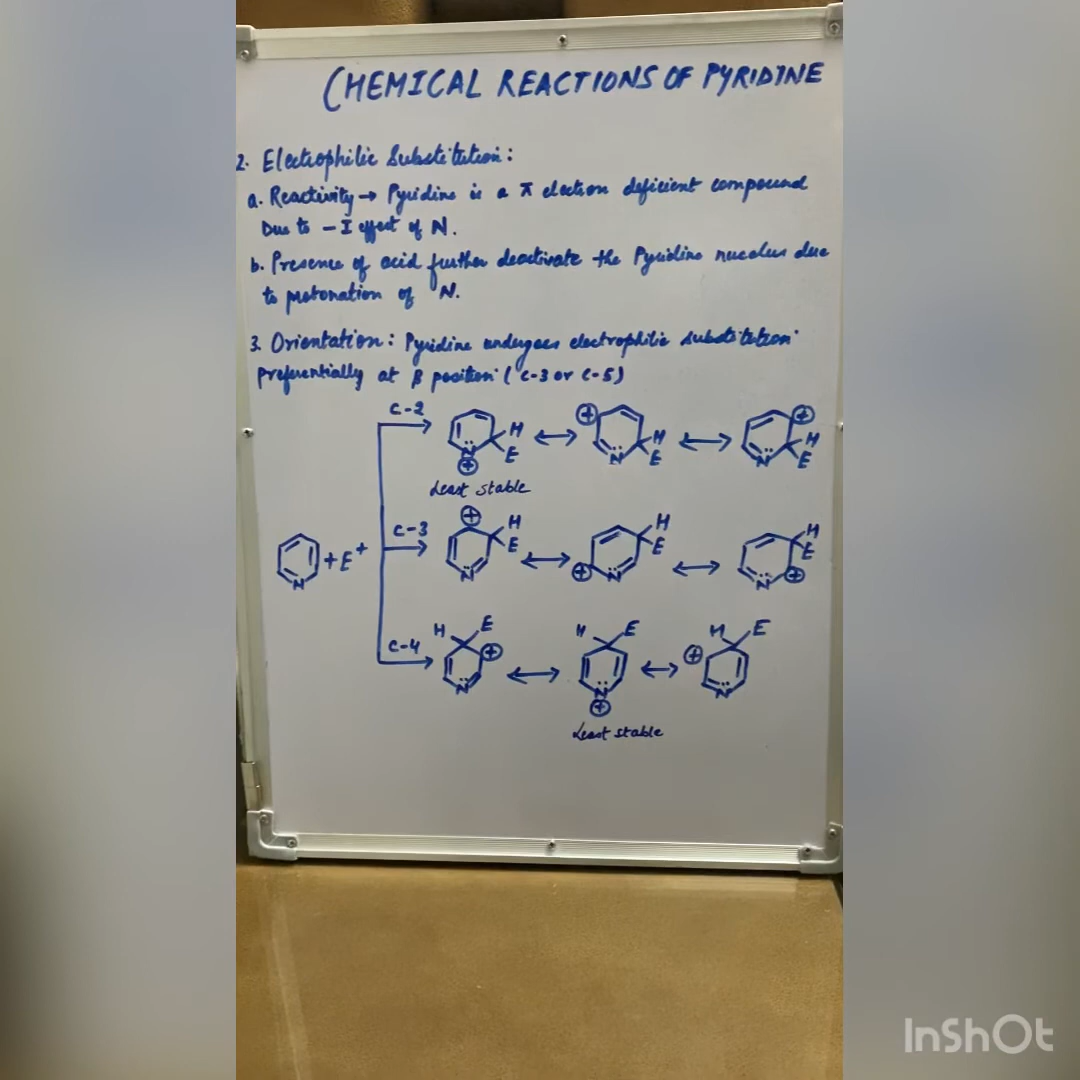 CHEMICAL REACTIONS OF PYRIDINE
2. Electrophilic Substitution:
a. Reactivity → Pyridine is a π electron deficient compound
Due to -I effect of N.
b. Presence of acid further deactivate the Pyridine nucelus due
to protonation of N.
3. Orientation: Pyridine undergoes electrophilic substitution
preferentially at β position (C-3 or C-5)
C-2
H E N ⊕ ↔ ⊕ H E N ↔ ⊕ H E N
Least stable
N + E+
C-3
⊕ H E N ↔ H E ⊕ N ↔ H E N ⊕
C-4
H E ⊕ N ↔ H E N ⊕ ↔ H E ⊕ N
Least stable
InShOt